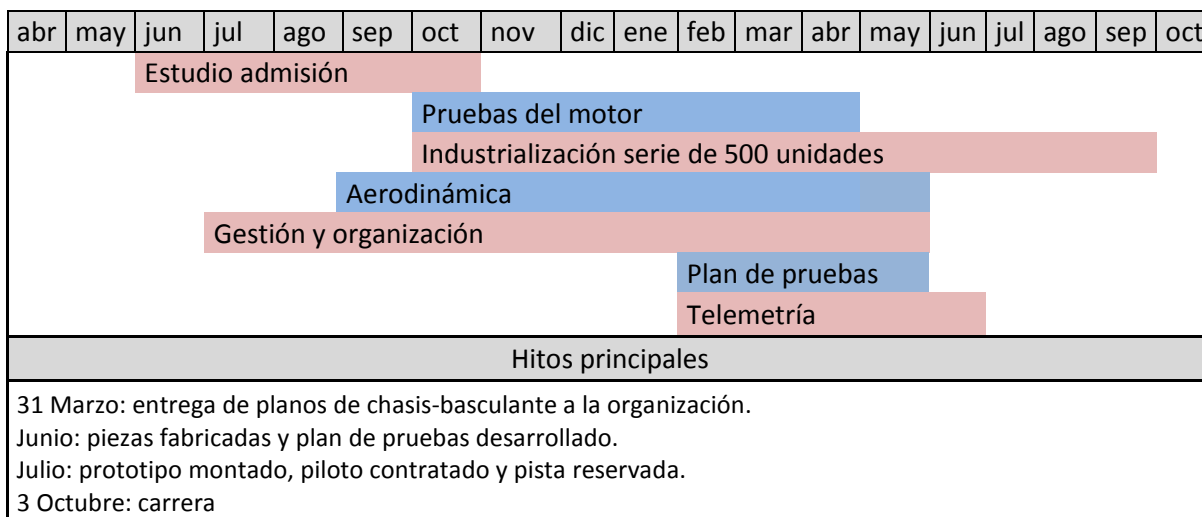 abr may jun jul ago sep oct nov dic ene feb mar abr may jun jul ago sep oct
Estudio admisión
Pruebas del motor
Industrialización serie de 500 unidades
Aerodinámica
Gestión y organización
Plan de pruebas
Telemetría
Hitos principales
31 Marzo: entrega de planos de chasis-basculante a la organización.
Junio: piezas fabricadas y plan de pruebas desarrollado.
Julio: prototipo montado, piloto contratado y pista reservada.
3 Octubre: carrera